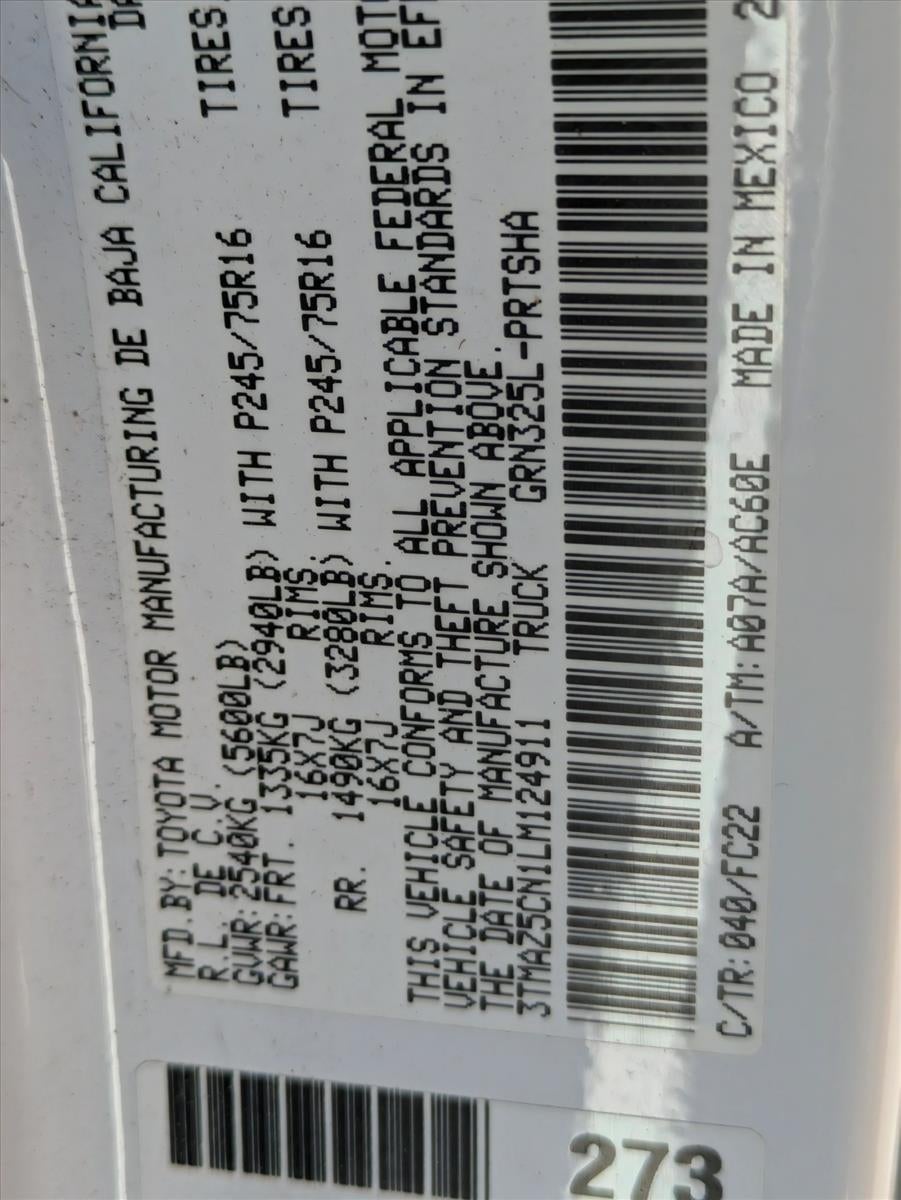 MFD.BY:TOYOTA MOTOR MANUFACTURING DE BAJA CALIFORNIA
R.L. DE C.V.
GVWR:2540KG (5600LB)
GAWR:FRT. 1335KG (2940LB) WITH P245/75R16 TIRES,
16X7J RIMS.
RR. 1490KG (3280LB) WITH P245/75R16 TIRES
16X7J RIMS.
THIS VEHICLE CONFORMS TO ALL APPLICABLE FEDERAL
VEHICLE SAFETY AND THEFT PREVENTION STANDARDS IN
THE DATE OF MANUFACTURE SHOWN ABOVE.
3TMAZ5CN1LM124911 TRUCK GRN325L-PRTSHA
C/TR:040/FC22 A/TM:A07A/AC60E MADE IN MEXICO
273